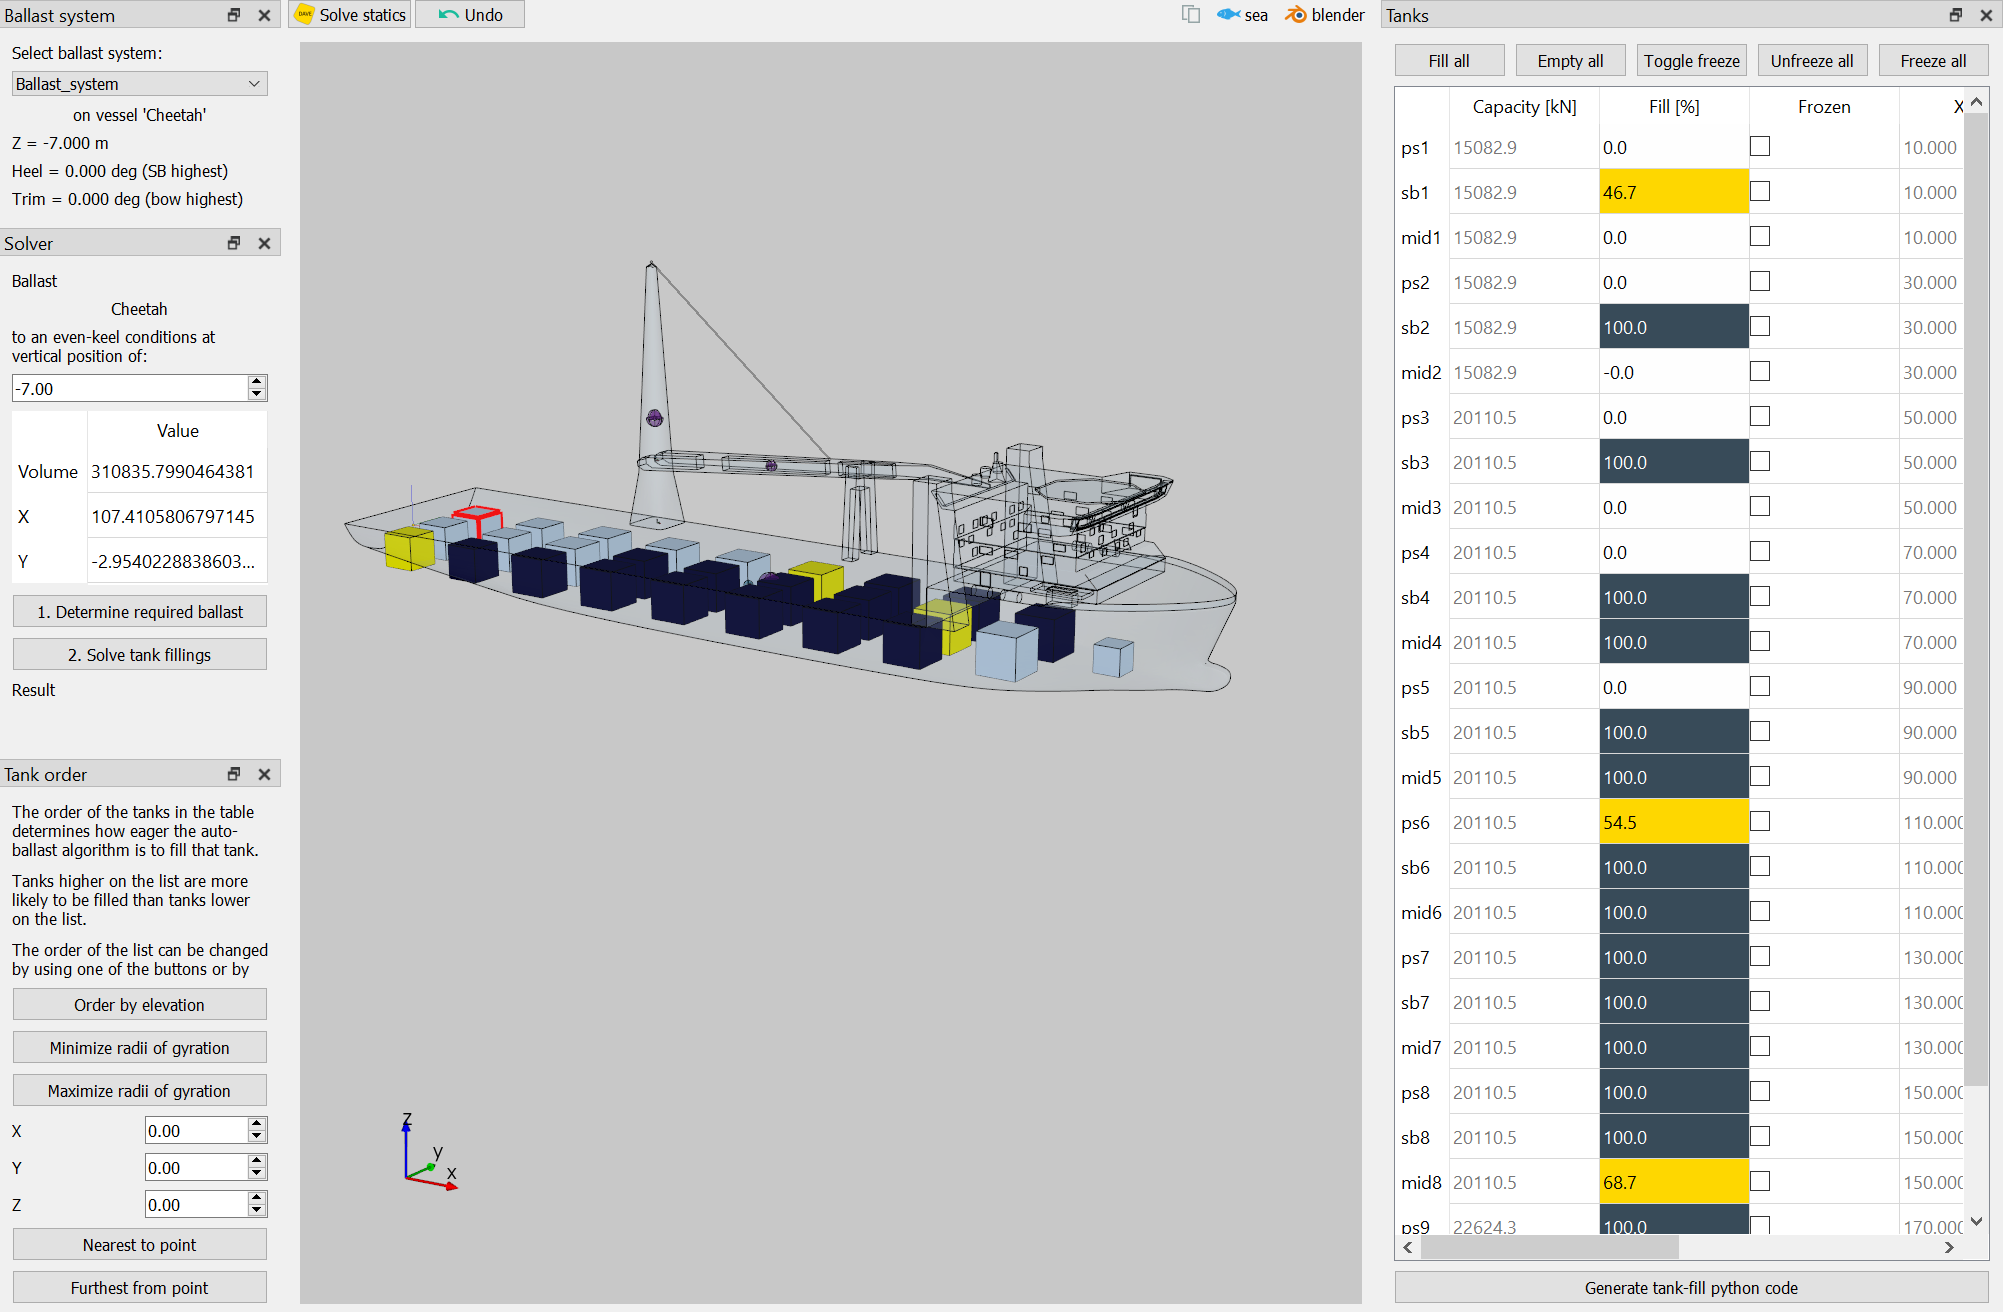 Ballast system
Select ballast system:
Ballast_system
on vessel 'Cheetah'
Z = -7.000 m
Heel = 0.000 deg (SB highest)
Trim = 0.000 deg (bow highest)
Solver
Ballast
Cheetah
to an even-keel conditions at
vertical position of:
-7.00
Value
Volume 310835.7990464381
X 107.4105806797145
Y -2.9540228838603...
1. Determine required ballast
2. Solve tank fillings
Result
Tank order
The order of the tanks in the table
determines how eager the auto-
ballast algorithm is to fill that tank.
Tanks higher on the list are more
likely to be filled than tanks lower
on the list.
The order of the list can be changed
by using one of the buttons or by
Order by elevation
Minimize radii of gyration
Maximize radii of gyration
X 0.00
Y 0.00
Z 0.00
Nearest to point
Furthest from point
DAVE Solve statics Undo
sea blender
Z
y
X
Tanks
Fill all Empty all Toggle freeze Unfreeze all Freeze all
Capacity [kN] Fill [%] Frozen X
ps1 15082.9 0.0 10.000
sb1 15082.9 46.7 10.000
mid1 15082.9 0.0 10.000
ps2 15082.9 0.0 30.000
sb2 15082.9 100.0 30.000
mid2 15082.9 -0.0 30.000
ps3 20110.5 0.0 50.000
sb3 20110.5 100.0 50.000
mid3 20110.5 0.0 50.000
ps4 20110.5 0.0 70.000
sb4 20110.5 100.0 70.000
mid4 20110.5 100.0 70.000
ps5 20110.5 0.0 90.000
sb5 20110.5 100.0 90.000
mid5 20110.5 100.0 90.000
ps6 20110.5 54.5 110.000
sb6 20110.5 100.0 110.000
mid6 20110.5 100.0 110.000
ps7 20110.5 100.0 130.000
sb7 20110.5 100.0 130.000
mid7 20110.5 100.0 130.000
ps8 20110.5 100.0 150.000
sb8 20110.5 100.0 150.000
mid8 20110.5 68.7 150.000
ps9 22624.3 100.0 170.000
Generate tank-fill python code